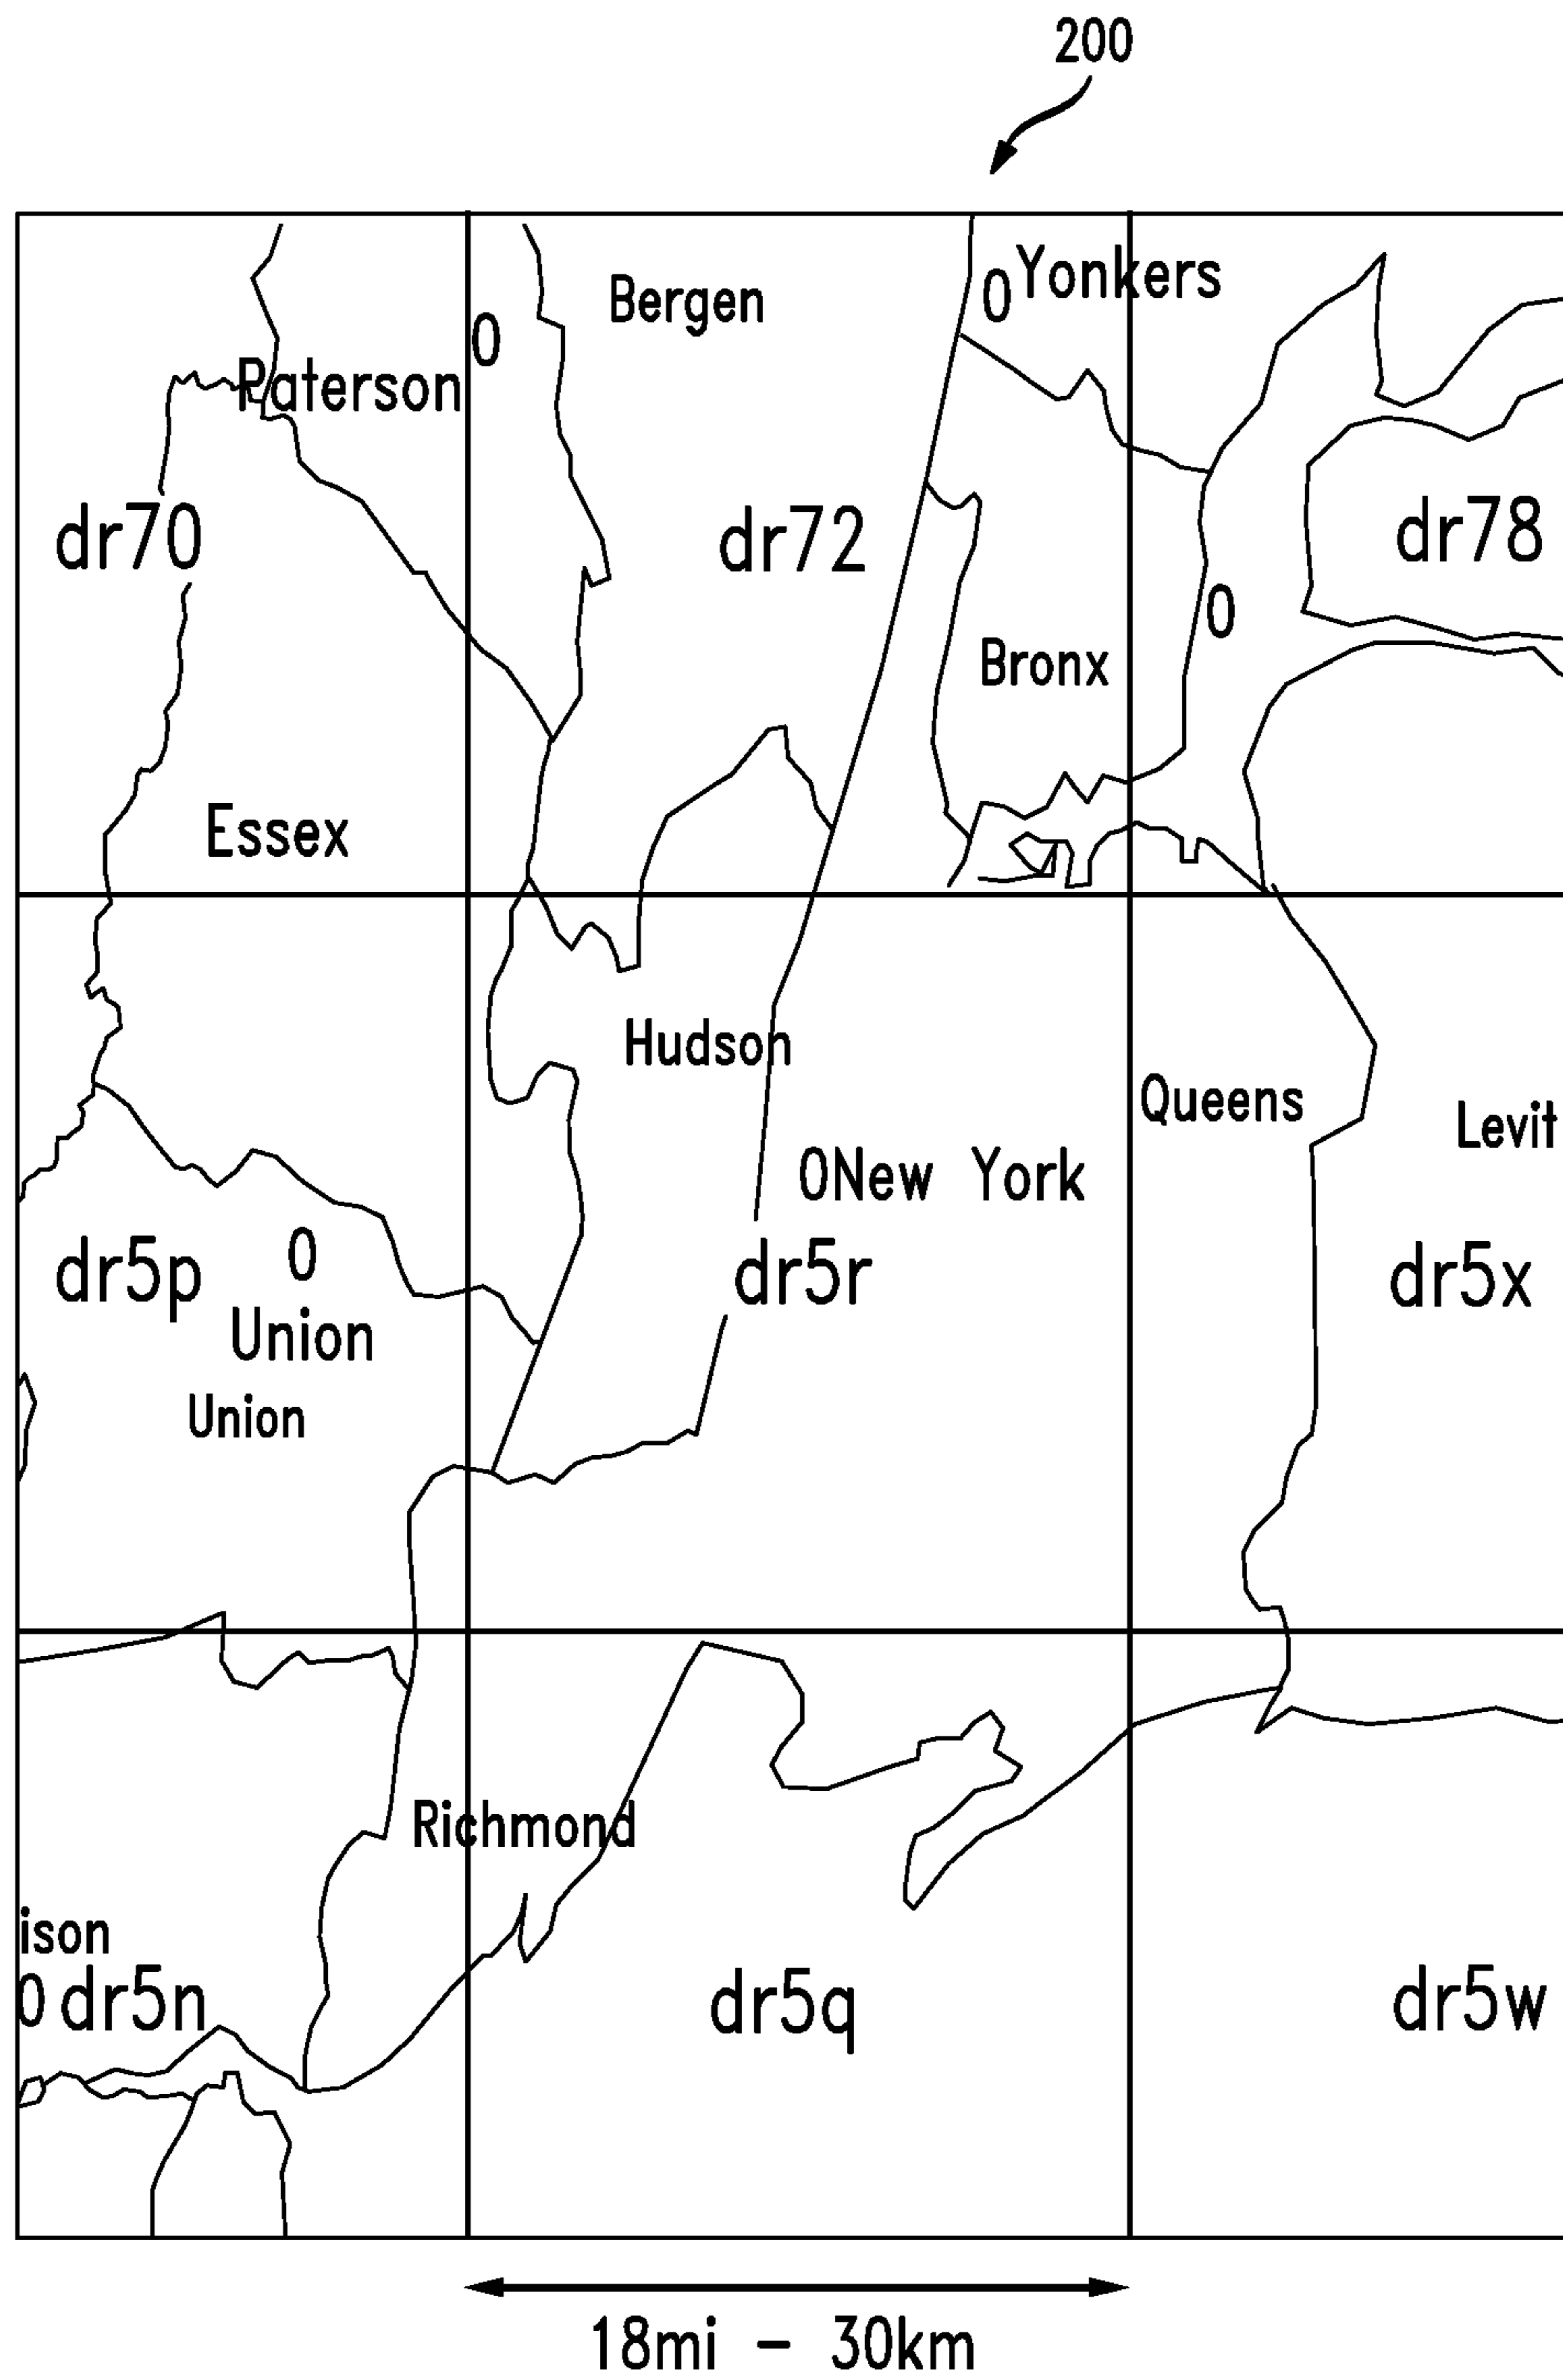 200
Yonkers
0
Bergen
0
Paterson
dr70
dr72
dr78
0
Bronx
Essex
Hudson
Queens
Levit
0New York
dr5p
0
dr5r
dr5x
Union
Union
Richmond
ison
0 dr5n
dr5q
dr5w
18mi - 30km